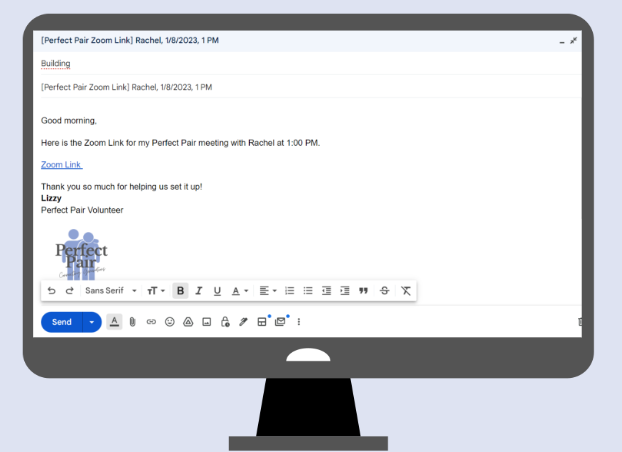 [Perfect Pair Zoom Link] Rachel, 1/8/2023, 1 PM
Building
[Perfect Pair Zoom Link] Rachel, 1/8/2023, 1 PM
Good morning,
Here is the Zoom Link for my Perfect Pair meeting with Rachel at 1:00 PM.
Zoom Link
Thank you so much for helping us set it up!
Lizzy
Perfect Pair Volunteer
Perfect
Pair
Sans Serif
B I U A
Send A